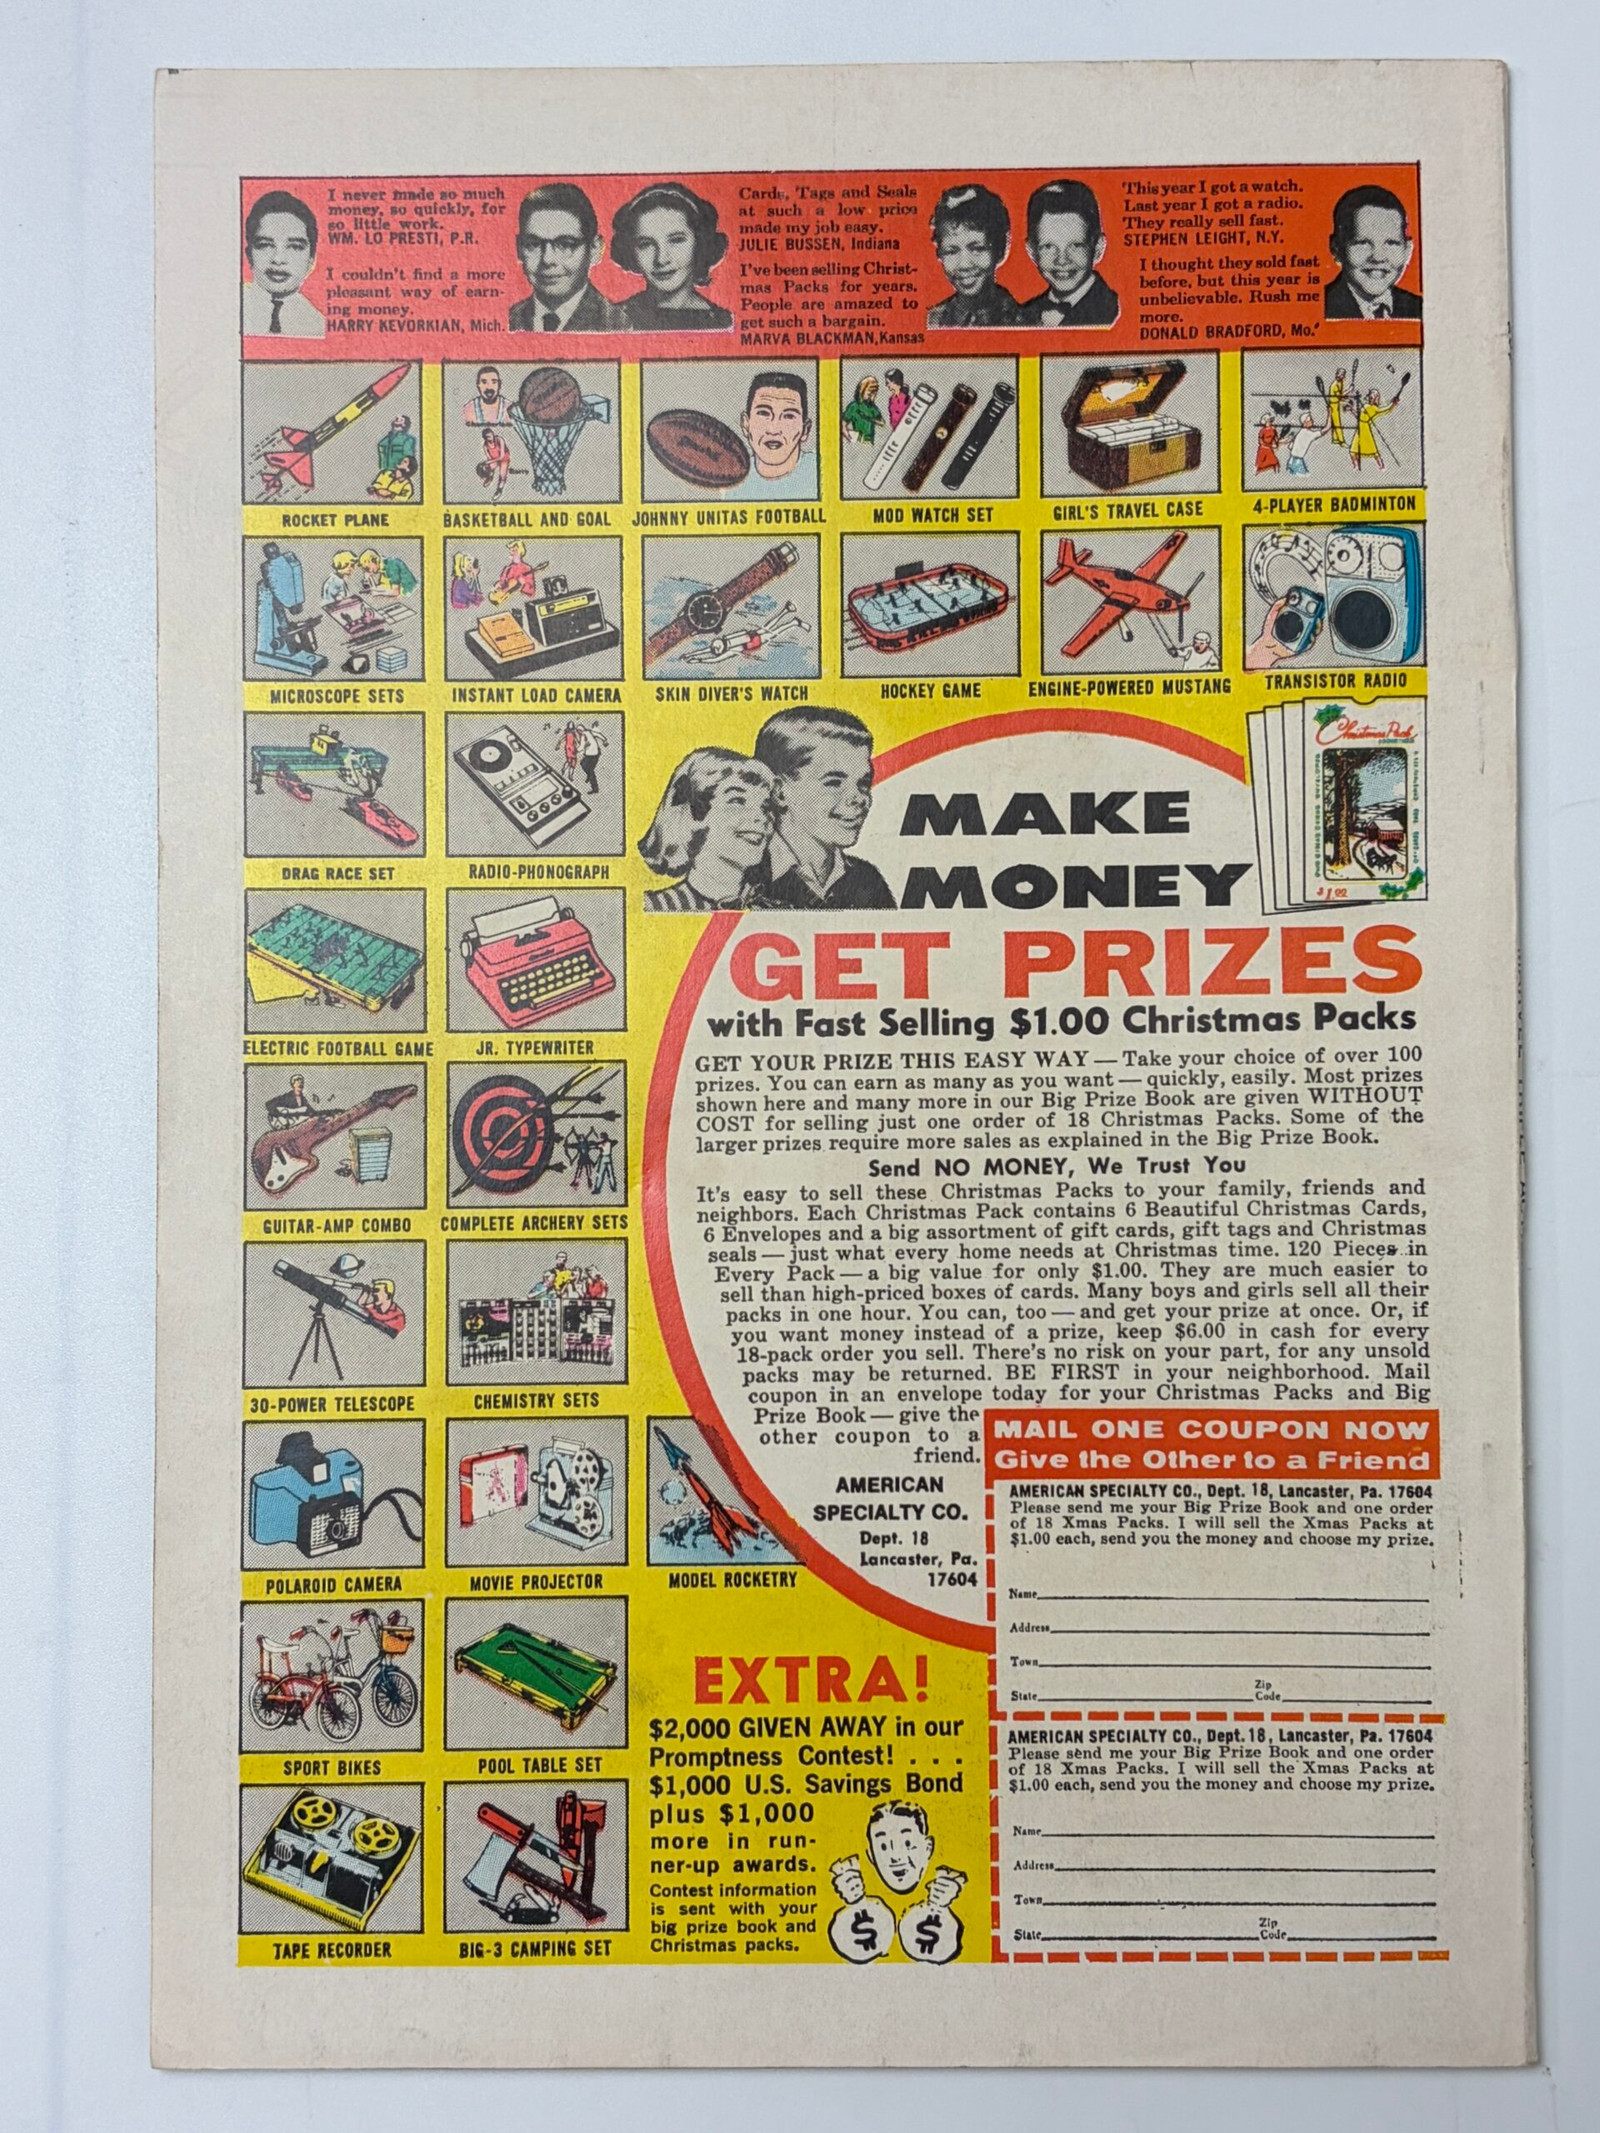 I never made so much
money, so quickly, for
so little work.
WM. LO PRESTI, P.R.
I couldn't find a more
pleasant way of earn-
ing money.
HARRY KEVORKIAN, Mich.
Cards, Tags and Seals
at such a low price
made my job easy.
JULIE BUSSEN, Indiana
I've been selling Christ-
mas Packs for years.
People are amazed to
get such a bargain.
MARVA BLACKMAN, Kansas
This year I got a watch.
Last year I got a radio.
They really sell fast.
STEPHEN LEIGHT, N.Y.
I thought they sold fast
before, but this year is
unbelievable. Rush me
more.
DONALD BRADFORD, Mo.
ROCKET PLANE
Chamberlain
Barry
BASKETBALL AND GOAL
JOHNNY UNITAS FOOTBALL
MOD WATCH SET
GIRL'S TRAVEL CASE
4-PLAYER BADMINTON
MICROSCOPE SETS
INSTANT LOAD CAMERA
SKIN DIVER'S WATCH
HOCKEY GAME
ENGINE-POWERED MUSTANG
TRANSISTOR RADIO
DRAG RACE SET
RADIO-PHONOGRAPH
ELECTRIC FOOTBALL GAME
JR. TYPEWRITER
GUITAR-AMP COMBO
COMPLETE ARCHERY SETS
30-POWER TELESCOPE
CHEMISTRY SETS
POLAROID CAMERA
MOVIE PROJECTOR
MODEL ROCKETRY
SPORT BIKES
POOL TABLE SET
TAPE RECORDER
BIG-3 CAMPING SET
Christmas Pack
$1.00
MAKE
MONEY
GET PRIZES
with Fast Selling $1.00 Christmas Packs
GET YOUR PRIZE THIS EASY WAY — Take your choice of over 100
prizes. You can earn as many as you want — quickly, easily. Most prizes
shown here and many more in our Big Prize Book are given WITHOUT
COST for selling just one order of 18 Christmas Packs. Some of the
larger prizes require more sales as explained in the Big Prize Book.
Send NO MONEY, We Trust You
It's easy to sell these Christmas Packs to your family, friends and
neighbors. Each Christmas Pack contains 6 Beautiful Christmas Cards,
6 Envelopes and a big assortment of gift cards, gift tags and Christmas
seals — just what every home needs at Christmas time. 120 Pieces in
Every Pack — a big value for only $1.00. They are much easier to
sell than high-priced boxes of cards. Many boys and girls sell all their
packs in one hour. You can, too — and get your prize at once. Or, if
you want money instead of a prize, keep $6.00 in cash for every
18-pack order you sell. There's no risk on your part, for any unsold
packs may be returned. BE FIRST in your neighborhood. Mail
coupon in an envelope today for your Christmas Packs and Big
Prize Book — give the
other coupon to a
friend.
AMERICAN
SPECIALTY CO.
Dept. 18
Lancaster, Pa.
17604
EXTRA!
$2,000 GIVEN AWAY in our
Promptness Contest! . . .
$1,000 U.S. Savings Bond
plus $1,000
more in run-
ner-up awards.
Contest information
is sent with your
big prize book and
Christmas packs.
$ $
MAIL ONE COUPON NOW
Give the Other to a Friend
AMERICAN SPECIALTY CO., Dept. 18, Lancaster, Pa. 17604
Please send me your Big Prize Book and one order
of 18 Xmas Packs. I will sell the Xmas Packs at
$1.00 each, send you the money and choose my prize.
Name
Address
Town
State Zip Code
AMERICAN SPECIALTY CO., Dept. 18, Lancaster, Pa. 17604
Please send me your Big Prize Book and one order
of 18 Xmas Packs. I will sell the Xmas Packs at
$1.00 each, send you the money and choose my prize.
Name
Address
Town
State Zip Code